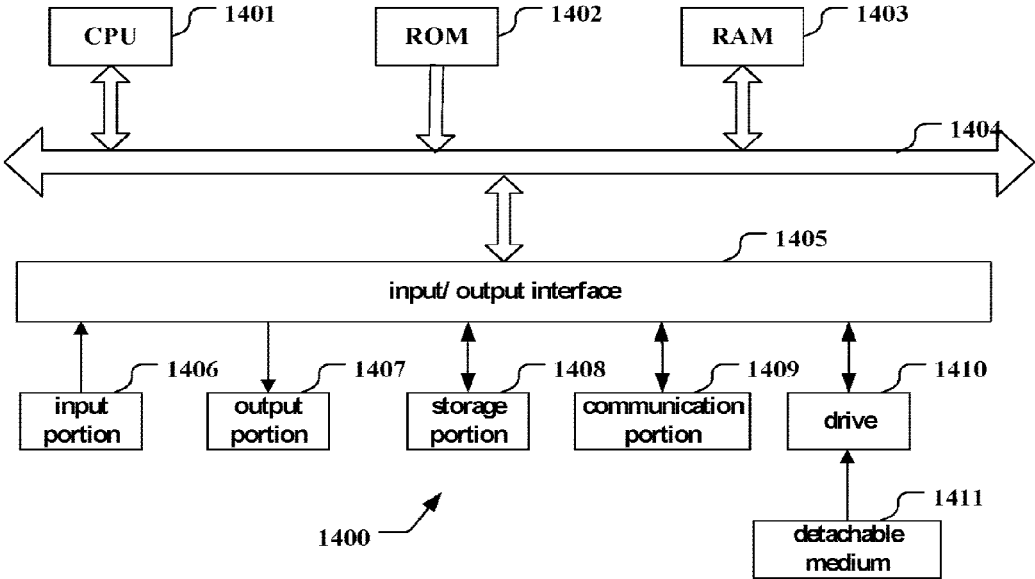 CPU 1401
ROM 1402
RAM 1403
1404
1405
input/ output interface
1406
1407
1408
1409
1410
input
portion
output
portion
storage
portion
communication
portion
drive
1411
1400
detachable
medium